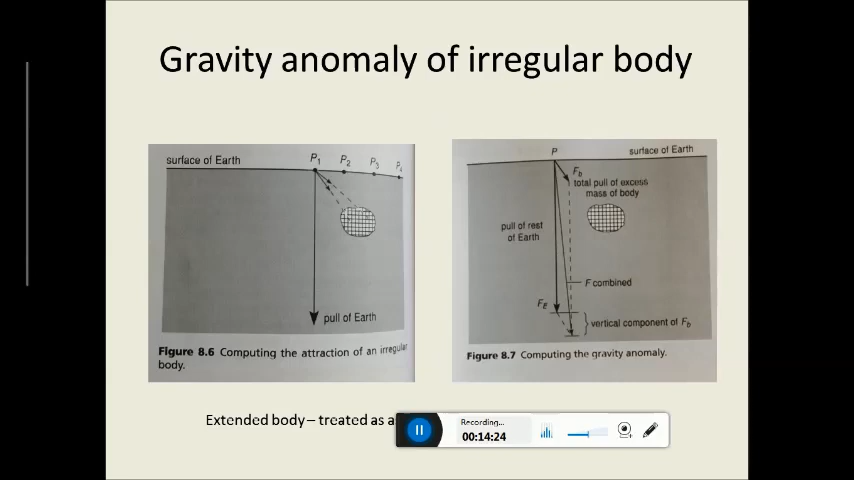 Gravity anomaly of irregular body
surface of Earth
P1
P2
P3
pull of Earth
Figure 8.6 Computing the attraction of an irregular
body.
P
surface of Earth
Fb
total pull of excess
mass of body
pull of rest
of Earth
F combined
FE
vertical component of Fb
Figure 8.7 Computing the gravity anomaly.
Extended body – treated as a
Recording...
00:14:24